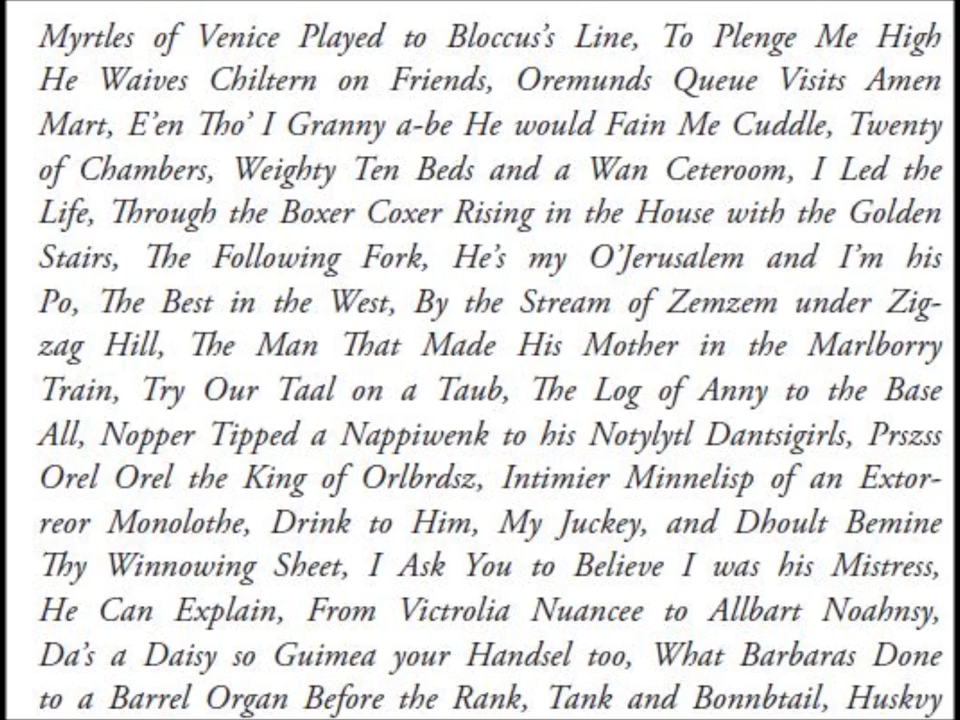 Myrtles of Venice Played to Bloccus’s Line, To Plenge Me High
He Waives Chiltern on Friends, Oremunds Queue Visits Amen
Mart, E’en Tho’ I Granny a-be He would Fain Me Cuddle, Twenty
of Chambers, Weighty Ten Beds and a Wan Ceteroom, I Led the
Life, Through the Boxer Coxer Rising in the House with the Golden
Stairs, The Following Fork, He’s my O’Jerusalem and I’m his
Po, The Best in the West, By the Stream of Zemzem under Zig-
zag Hill, The Man That Made His Mother in the Marlborry
Train, Try Our Taal on a Taub, The Log of Anny to the Base
All, Nopper Tipped a Nappiwenk to his Notylytl Dantsigirls, Prszss
Orel Orel the King of Orlbrdsz, Intimier Minnelisp of an Extor-
reor Monolothe, Drink to Him, My Juckey, and Dhoult Bemine
Thy Winnowing Sheet, I Ask You to Believe I was his Mistress,
He Can Explain, From Victrolia Nuancee to Allbart Noahnsy,
Da’s a Daisy so Guimea your Handsel too, What Barbaras Done
to a Barrel Organ Before the Rank, Tank and Bonnbtail, Huskvy